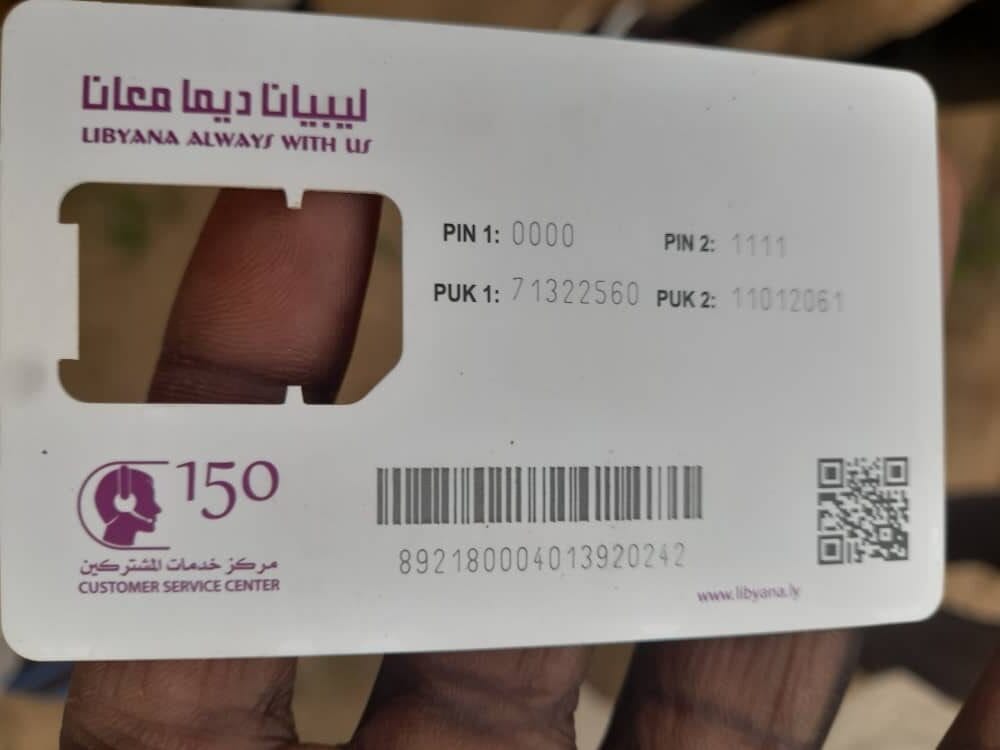 ليبيانا ديما معانا
LIBYANA ALWAYS WITH US
PIN 1: 0000 PIN 2: 1111
PUK 1: 71322560 PUK 2: 11012061
150
مركز خدمات المشتركين
CUSTOMER SERVICE CENTER
892180004013920242
www.libyana.ly